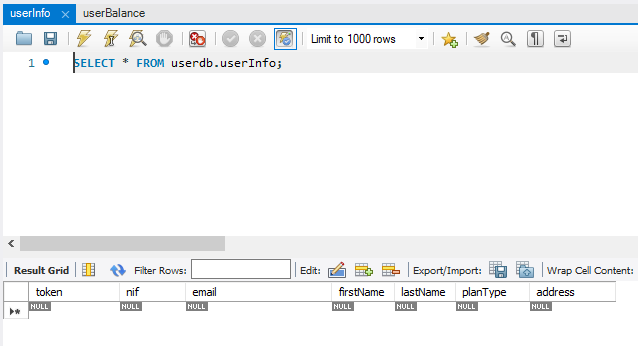 userInfo userBalance
Limit to 1000 rows
1 SELECT * FROM userdb.userInfo;
Result Grid Filter Rows: Edit: Export/Import: Wrap Cell Content:
token nif email firstName lastName planType address
NULL NULL NULL NULL NULL NULL NULL